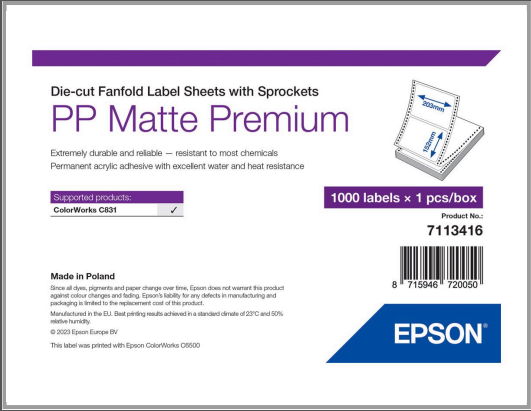 Die-cut Fanfold Label Sheets with Sprockets
PP Matte Premium
203mm
152mm
Extremely durable and reliable — resistant to most chemicals
Permanent acrylic adhesive with excellent water and heat resistance
Supported products:
ColorWorks C831 ✓
1000 labels × 1 pcs/box
Product No.:
7113416
8 715946 720050
Made in Poland
Since all dyes, pigments and paper change over time, Epson does not warrant this product
against colour changes and fading. Epson's liability for any defects in manufacturing and
packaging is limited to the replacement cost of this product.
Manufactured in the EU. Best printing results achieved in a standard climate of 23°C and 50%
relative humidity.
© 2023 Epson Europe BV
This label was printed with Epson ColorWorks C6500
EPSON®